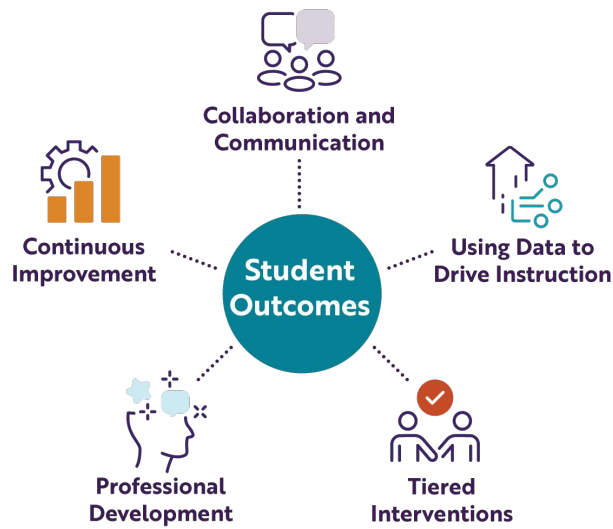 Collaboration and
Communication
Continuous
Improvement
Using Data to
Drive Instruction
Student
Outcomes
Professional
Development
Tiered
Interventions